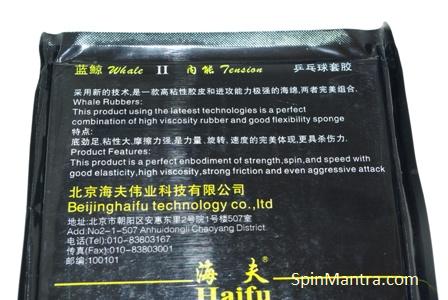 蓝鲸 Whale II 内能 Tension 乒乓球套胶
采用新的技术,是一款高粘性胶皮和进攻能力极强的海绵,两者完美组合.
Whale Rubbers:
This product using the lateest technologies is a perfect
combination of high viscosity rubber and good flexibility sponge
特点:
底劲足,粘性大,摩擦力强,是力量、旋转、速度的完美体现,更具杀伤力.
Product Features:
This product is a perfect enbodiment of strength,spin,and speed with
good elasticity,high viscosity,strong friction and even aggressive attack
北京海夫伟业科技有限公司
Beijinghaifu technology co.,ltd
地址:北京市朝阳区安惠东里2号院1号楼507室
Add:No2-1-507 Anhuidongli Chaoyang District
电话(Tel):010-83803167
传真(Fax):010-83803001
邮编:100101
海夫®
Haifu
SpinMantra.com